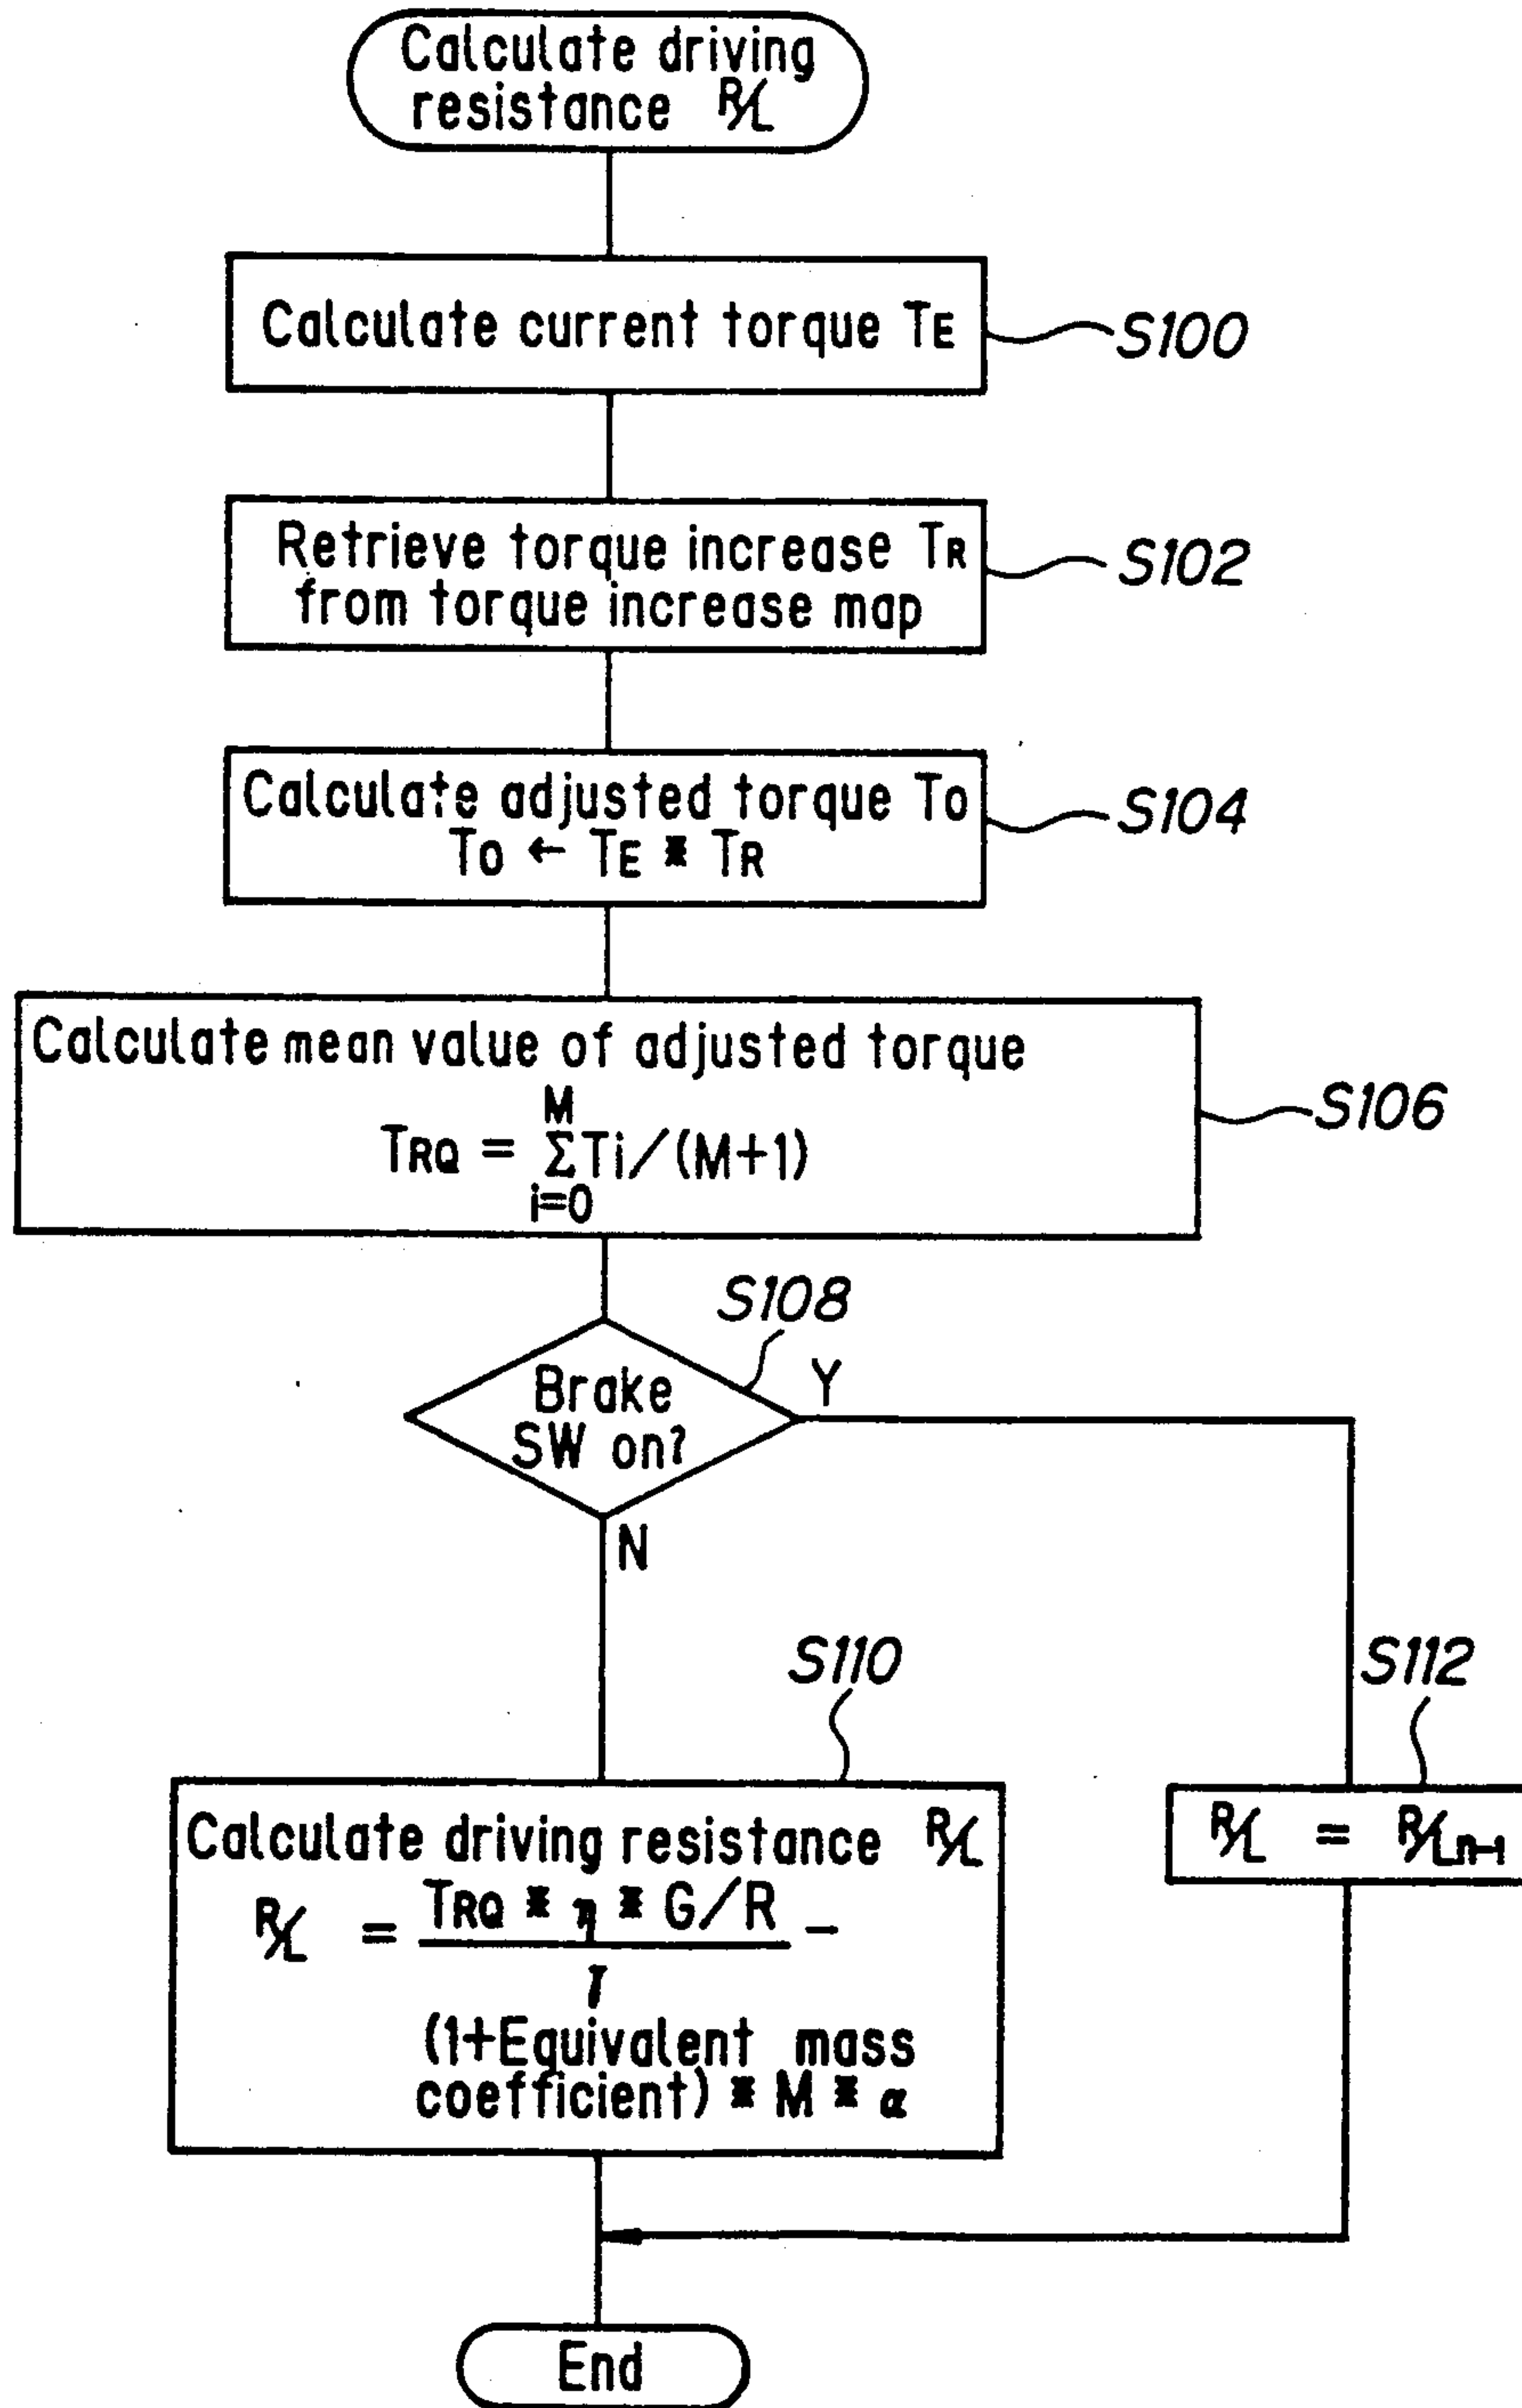 Calculate driving
resistance R/L
Calculate current torque TE
S100
Retrieve torque increase TR
from torque increase map
S102
Calculate adjusted torque To
To ← TE * TR
S104
Calculate mean value of adjusted torque
M
TRQ = ΣTi/(M+1)
i=0
S106
S108
Brake
SW on?
Y
N
S110
S112
Calculate driving resistance R/L
R/L = TRQ * η * G/R −
(1+Equivalent mass
coefficient) * M * α
R/L = R/Ln-1
End